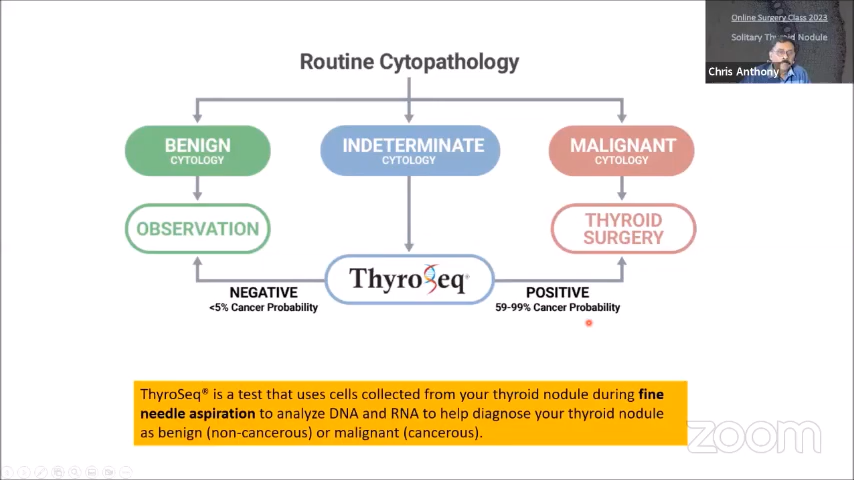 Online Surgery Class 2023
Solitary Thyroid Nodule
Chris Anthony
Routine Cytopathology
BENIGN
CYTOLOGY
INDETERMINATE
CYTOLOGY
MALIGNANT
CYTOLOGY
OBSERVATION
THYROID
SURGERY
ThyroSeq®
NEGATIVE
<5% Cancer Probability
POSITIVE
59-99% Cancer Probability
ThyroSeq® is a test that uses cells collected from your thyroid nodule during fine
needle aspiration to analyze DNA and RNA to help diagnose your thyroid nodule
as benign (non-cancerous) or malignant (cancerous).
zoom